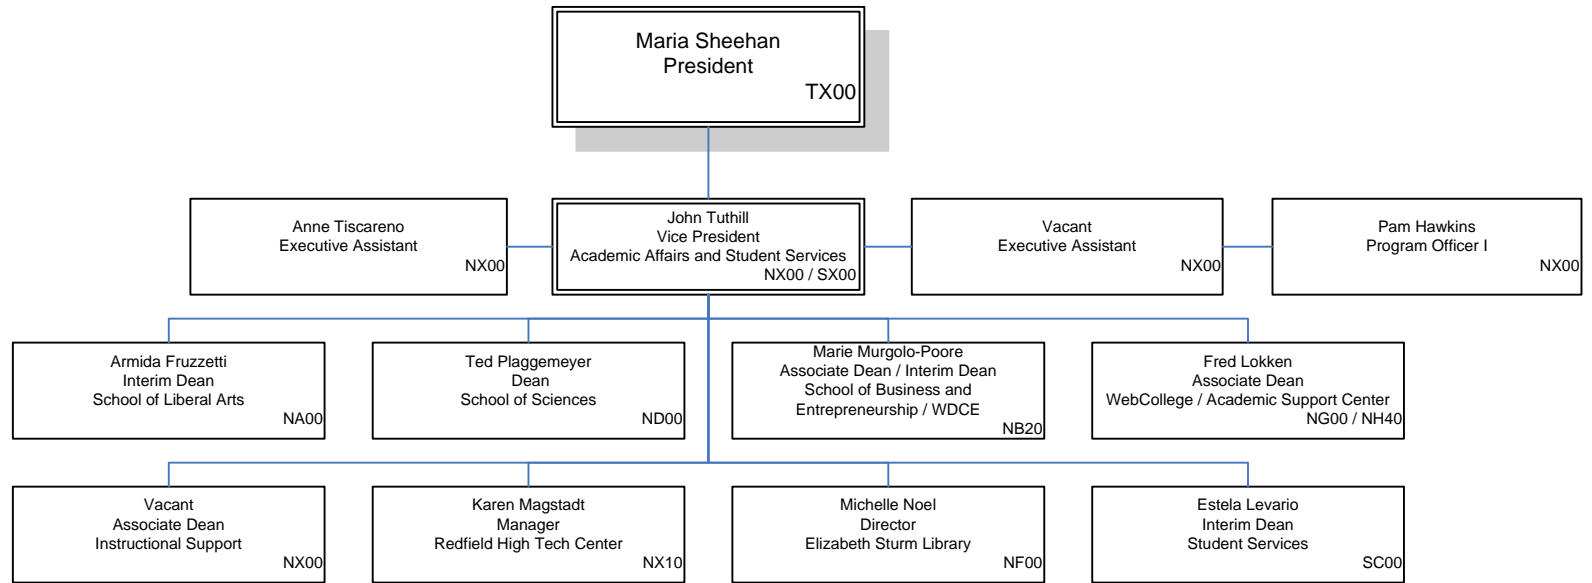 Maria Sheehan
President
TX00
Anne Tiscareno
Executive Assistant
NX00
John Tuthill
Vice President
Academic Affairs and Student Services
NX00 / SX00
Vacant
Executive Assistant
NX00
Pam Hawkins
Program Officer I
NX00
Armida Fruzzetti
Interim Dean
School of Liberal Arts
NA00
Ted Plaggemeyer
Dean
School of Sciences
ND00
Marie Murgolo-Poore
Associate Dean / Interim Dean
School of Business and
Entrepreneurship / WDCE
NB20
Fred Lokken
Associate Dean
WebCollege / Academic Support Center
NG00 / NH40
Vacant
Associate Dean
Instructional Support
NX00
Karen Magstadt
Manager
Redfield High Tech Center
NX10
Michelle Noel
Director
Elizabeth Sturm Library
NF00
Estela Levario
Interim Dean
Student Services
SC00